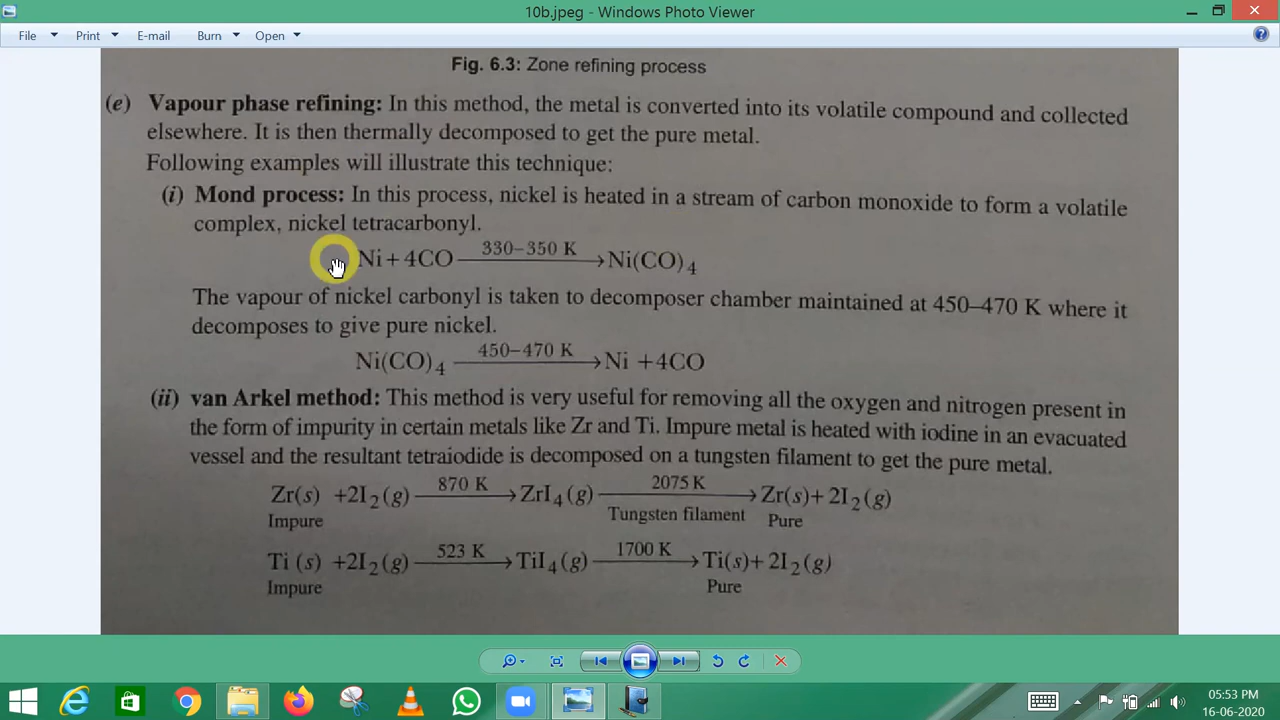 10b.jpeg - Windows Photo Viewer
File Print E-mail Burn Open
Fig. 6.3: Zone refining process
(e) Vapour phase refining: In this method, the metal is converted into its volatile compound and collected
elsewhere. It is then thermally decomposed to get the pure metal.
Following examples will illustrate this technique:
(i) Mond process: In this process, nickel is heated in a stream of carbon monoxide to form a volatile
complex, nickel tetracarbonyl.
330–350 K
Ni + 4CO ⟶ Ni(CO)₄
The vapour of nickel carbonyl is taken to decomposer chamber maintained at 450–470 K where it
decomposes to give pure nickel.
450–470 K
Ni(CO)₄ ⟶ Ni +4CO
(ii) van Arkel method: This method is very useful for removing all the oxygen and nitrogen present in
the form of impurity in certain metals like Zr and Ti. Impure metal is heated with iodine in an evacuated
vessel and the resultant tetraiodide is decomposed on a tungsten filament to get the pure metal.
870 K 2075 K
Zr(s) +2I₂(g) ⟶ ZrI₄(g) ⟶ Zr(s)+ 2I₂(g)
Impure Tungsten filament Pure
523 K 1700 K
Ti (s) +2I₂(g) ⟶ TiI₄(g) ⟶ Ti(s)+ 2I₂(g)
Impure Pure
05:53 PM
16-06-2020